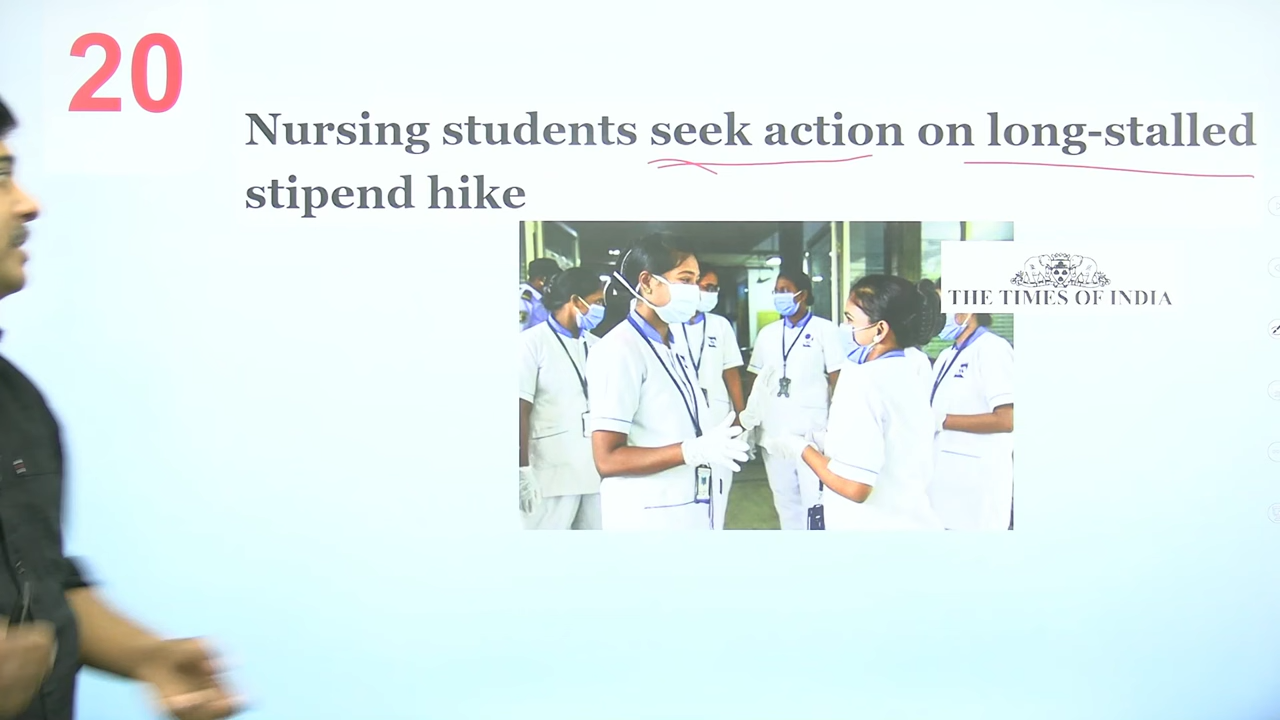 20
Nursing students seek action on long-stalled
stipend hike
THE TIMES OF INDIA